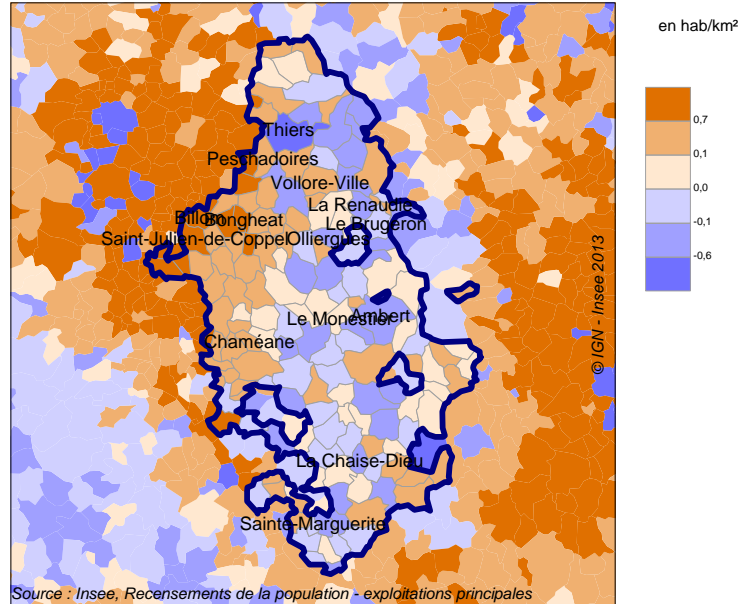 en hab/km²
0,7
0,1
0,0
-0,1
-0,6
Thiers
Peschadoires
Vollore-Ville
La Renaudie
Billom
Bongheat
Le Brugeron
Saint-Julien-de-Coppel
Olliergues
Le Monestier
Ambert
Chaméane
La Chaise-Dieu
Sainte-Marguerite
© IGN - Insee 2013
Source : Insee, Recensements de la population - exploitations principales